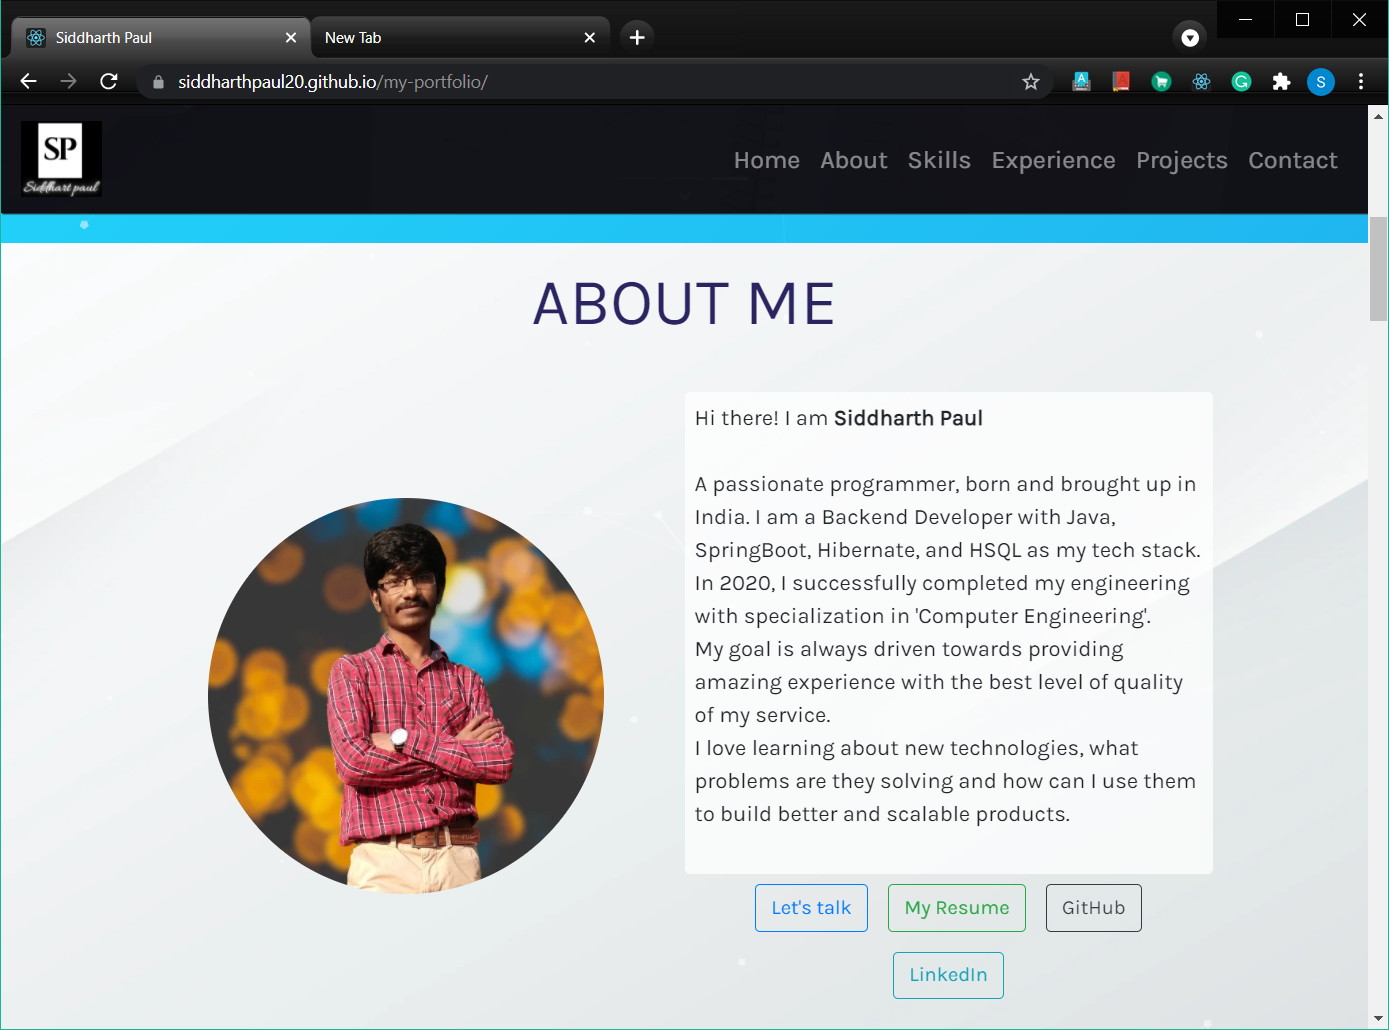 Siddharth Paul
New Tab
siddharthpaul20.github.io/my-portfolio/
S
SP
Siddhart paul
Home About Skills Experience Projects Contact
ABOUT ME
Hi there! I am Siddharth Paul
A passionate programmer, born and brought up in
India. I am a Backend Developer with Java,
SpringBoot, Hibernate, and HSQL as my tech stack.
In 2020, I successfully completed my engineering
with specialization in 'Computer Engineering'.
My goal is always driven towards providing
amazing experience with the best level of quality
of my service.
I love learning about new technologies, what
problems are they solving and how can I use them
to build better and scalable products.
Let's talk My Resume GitHub
LinkedIn